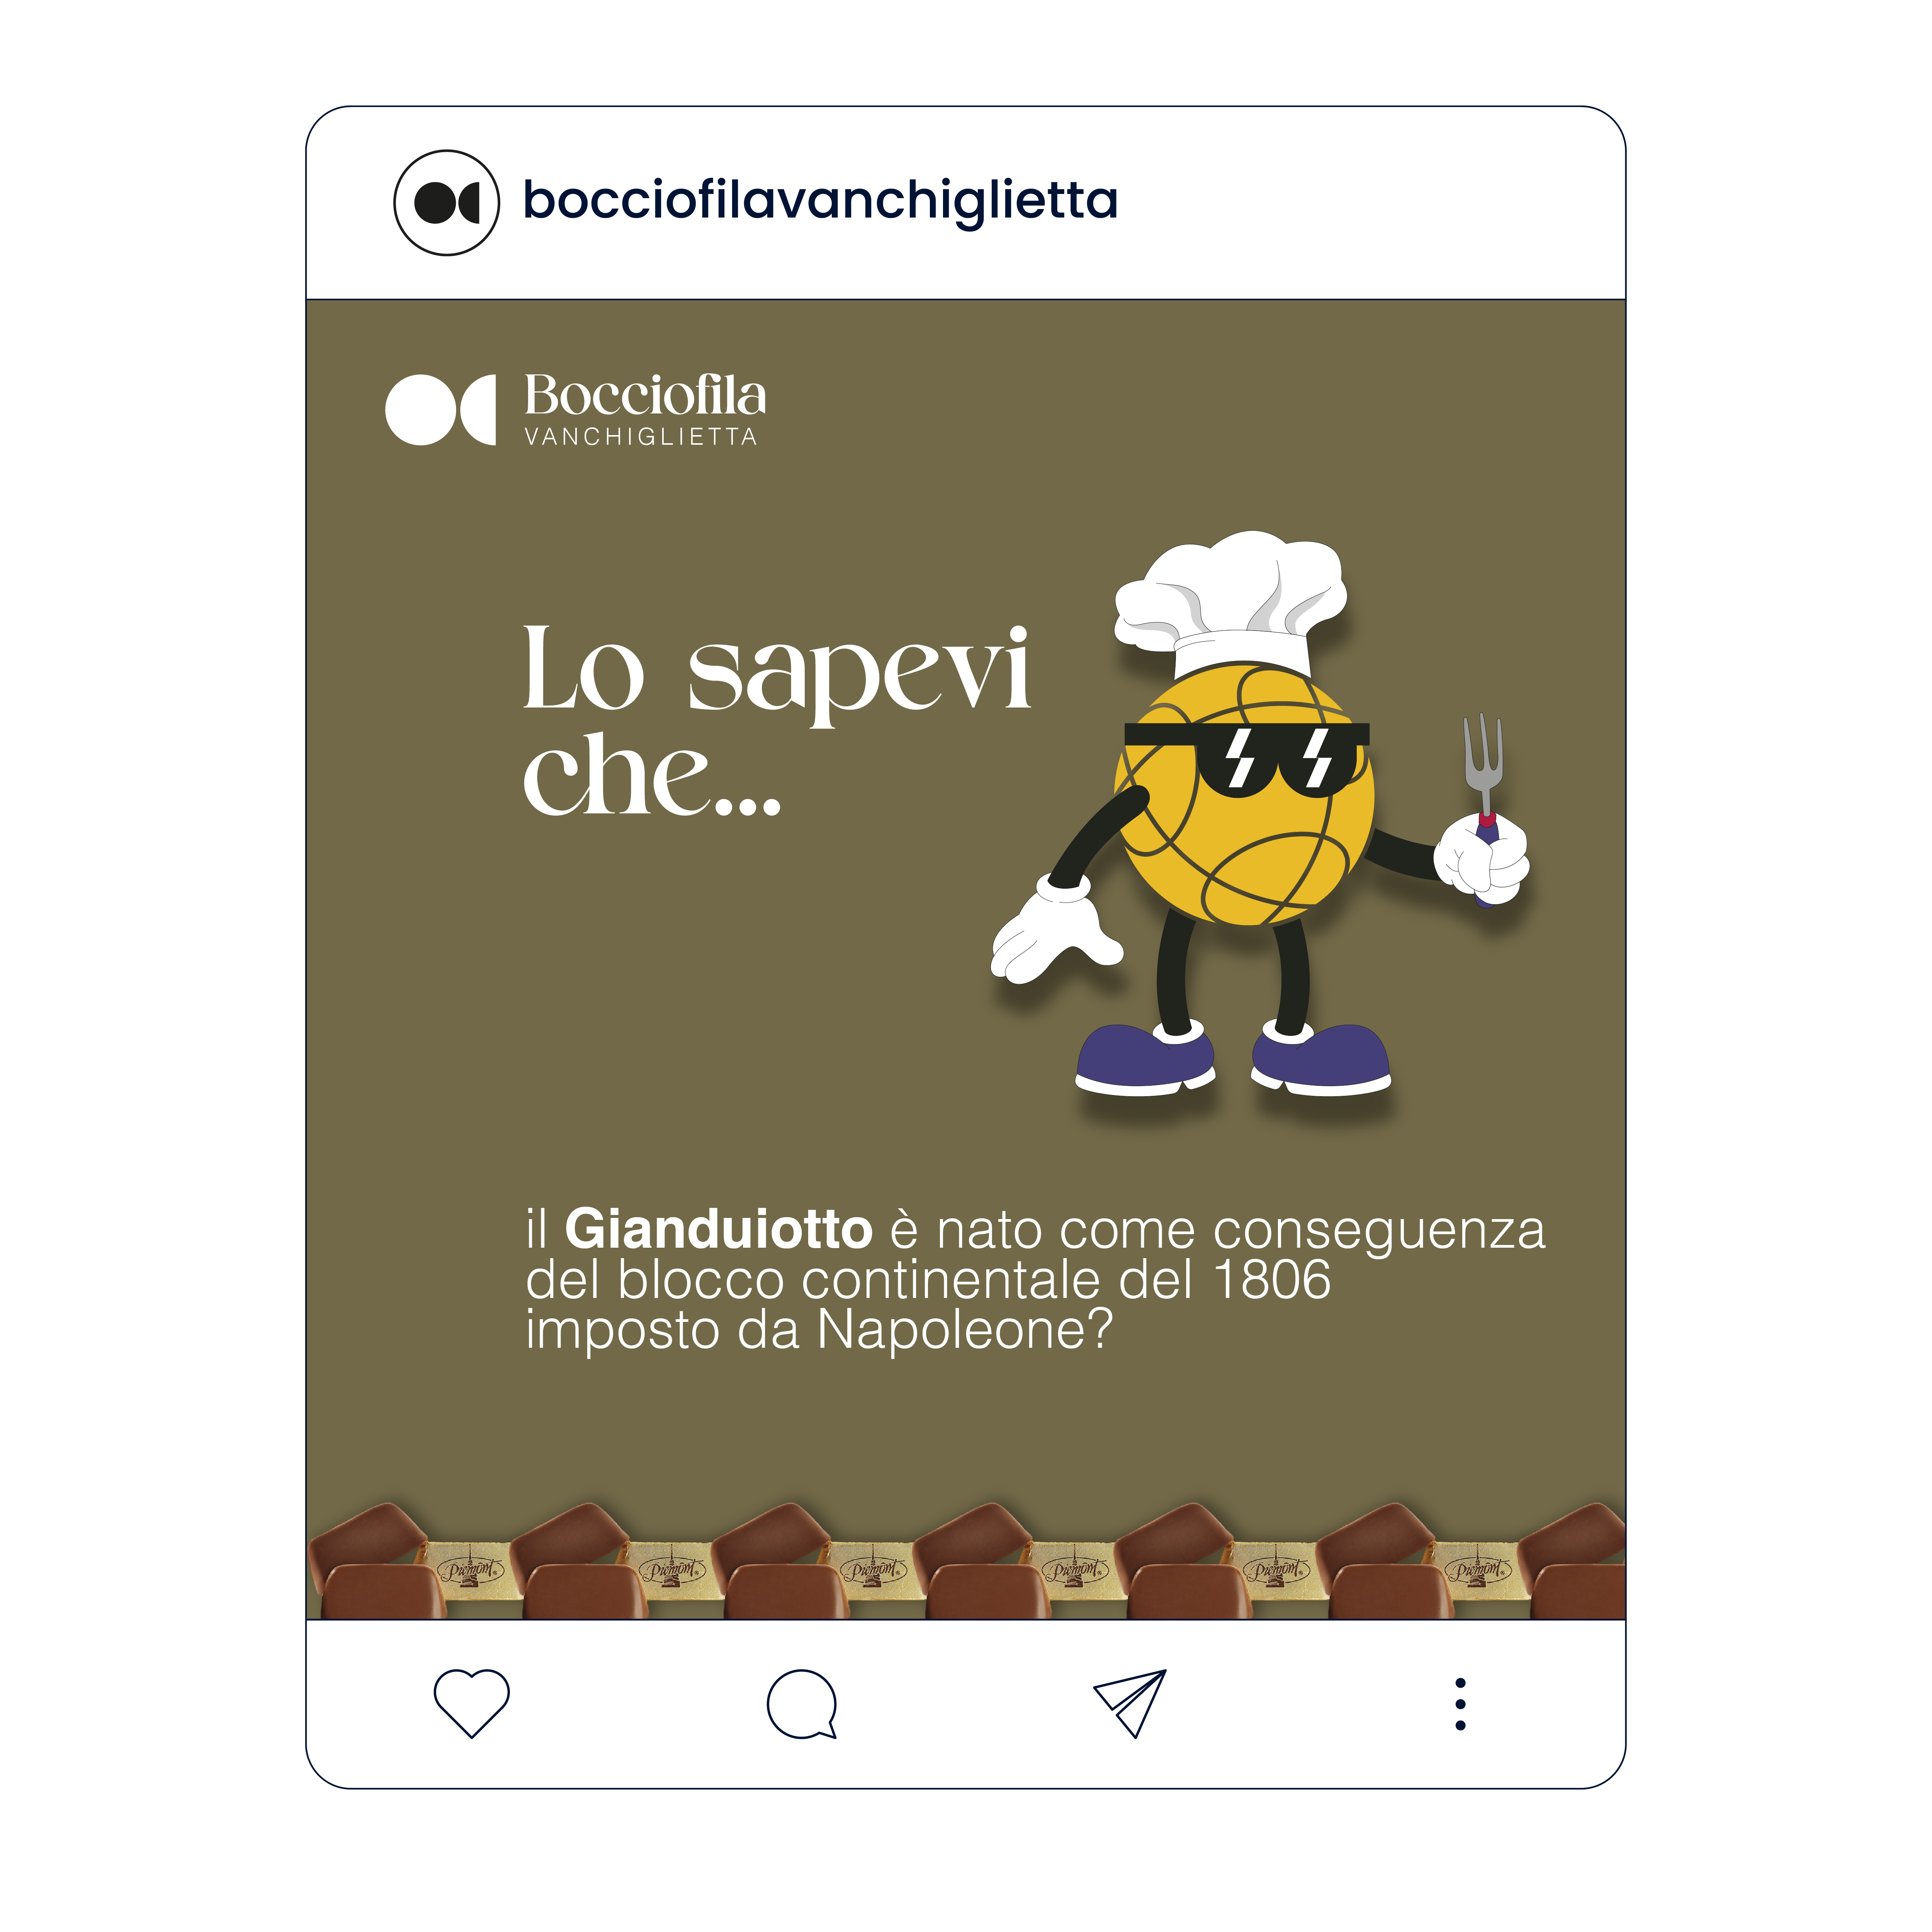 bocciofilavanchiglietta
Bocciofila
VANCHIGLIETTA
Lo sapevi
che...
il Gianduiotto è nato come conseguenza
del blocco continentale del 1806
imposto da Napoleone?
Piemont® Piemont® Piemont® Piemont® Piemont® Piemont®